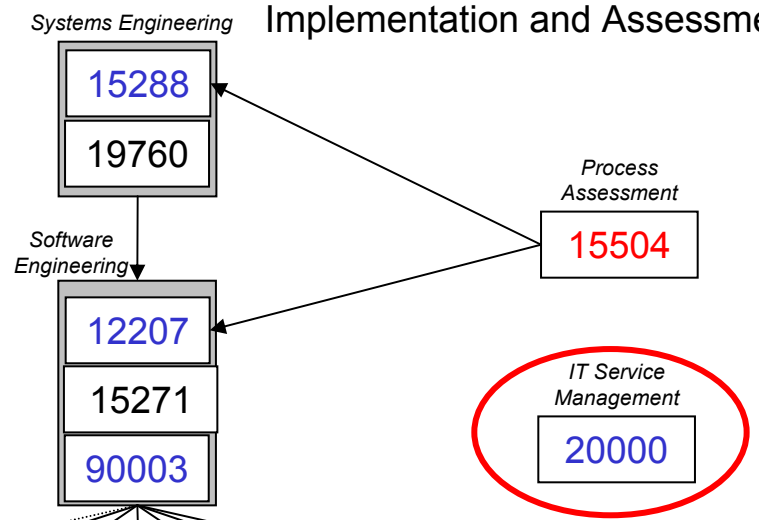 Systems Engineering
Implementation and Assessme
15288
19760
Process
Assessment
15504
Software
Engineering
12207
15271
90003
IT Service
Management
20000